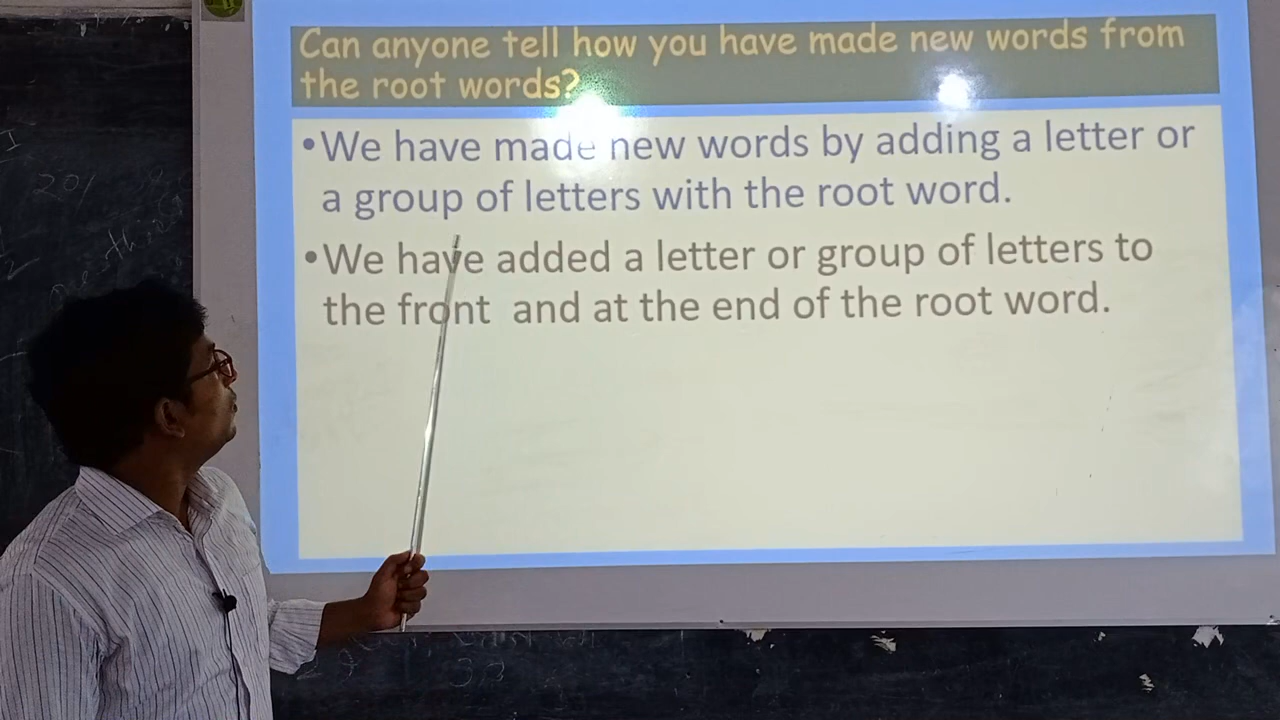 Can anyone tell how you have made new words from
the root words?
•We have made new words by adding a letter or
a group of letters with the root word.
•We have added a letter or group of letters to
the front and at the end of the root word.
201